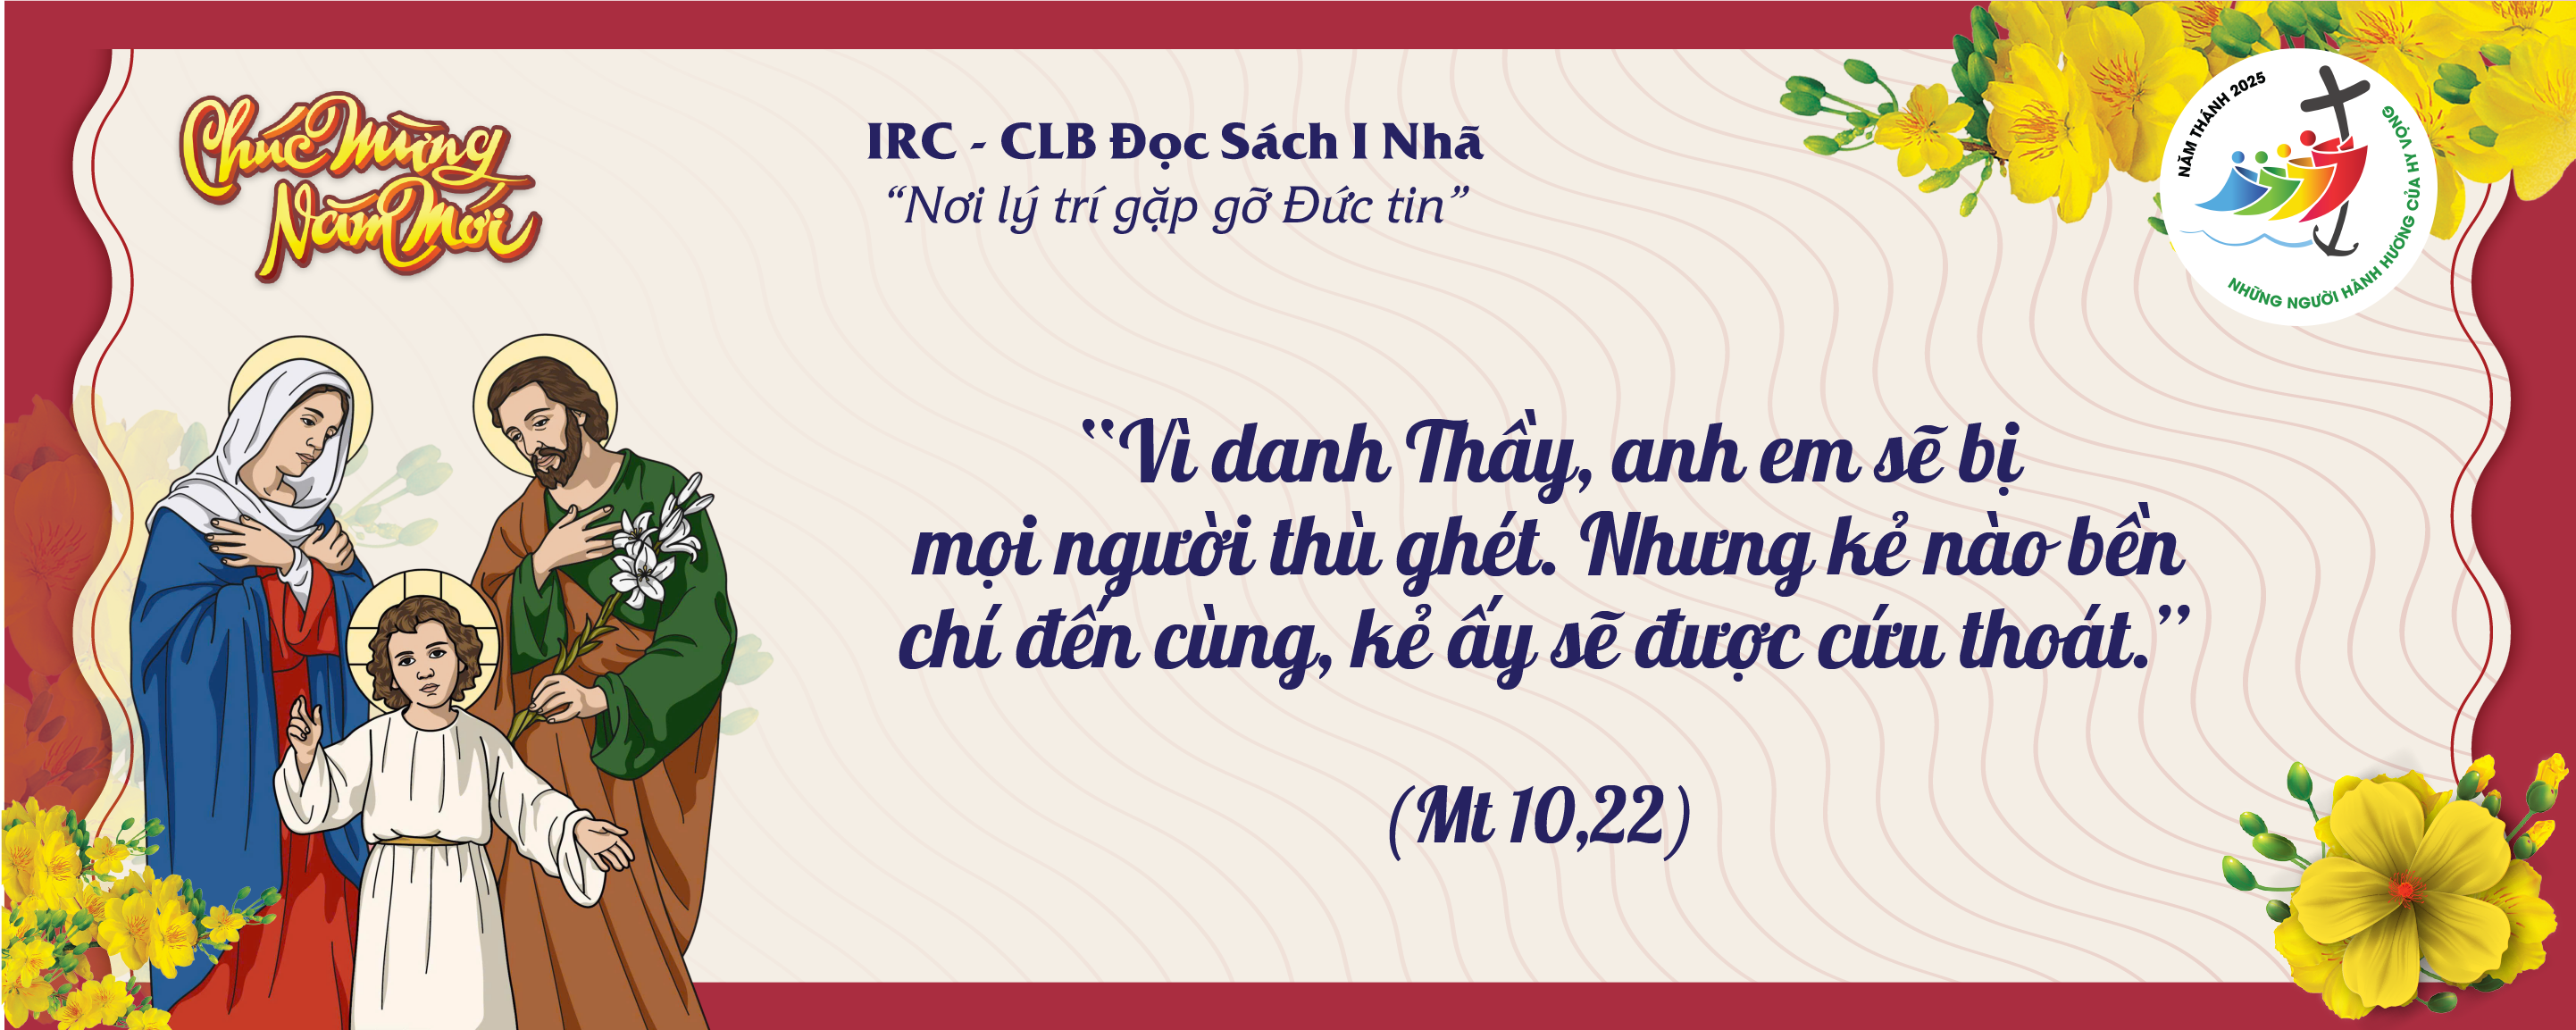 Chúc Mừng
Năm Mới
IRC - CLB Đọc Sách I Nhã
“Nơi lý trí gặp gỡ Đức tin”
NĂM THÁNH 2025
NHỮNG NGƯỜI HÀNH HƯƠNG CỦA HY VỌNG
“Vì danh Thầy, anh em sẽ bị
mọi người thù ghét. Nhưng kẻ nào bền
chí đến cùng, kẻ ấy sẽ được cứu thoát.”
(Mt 10,22)